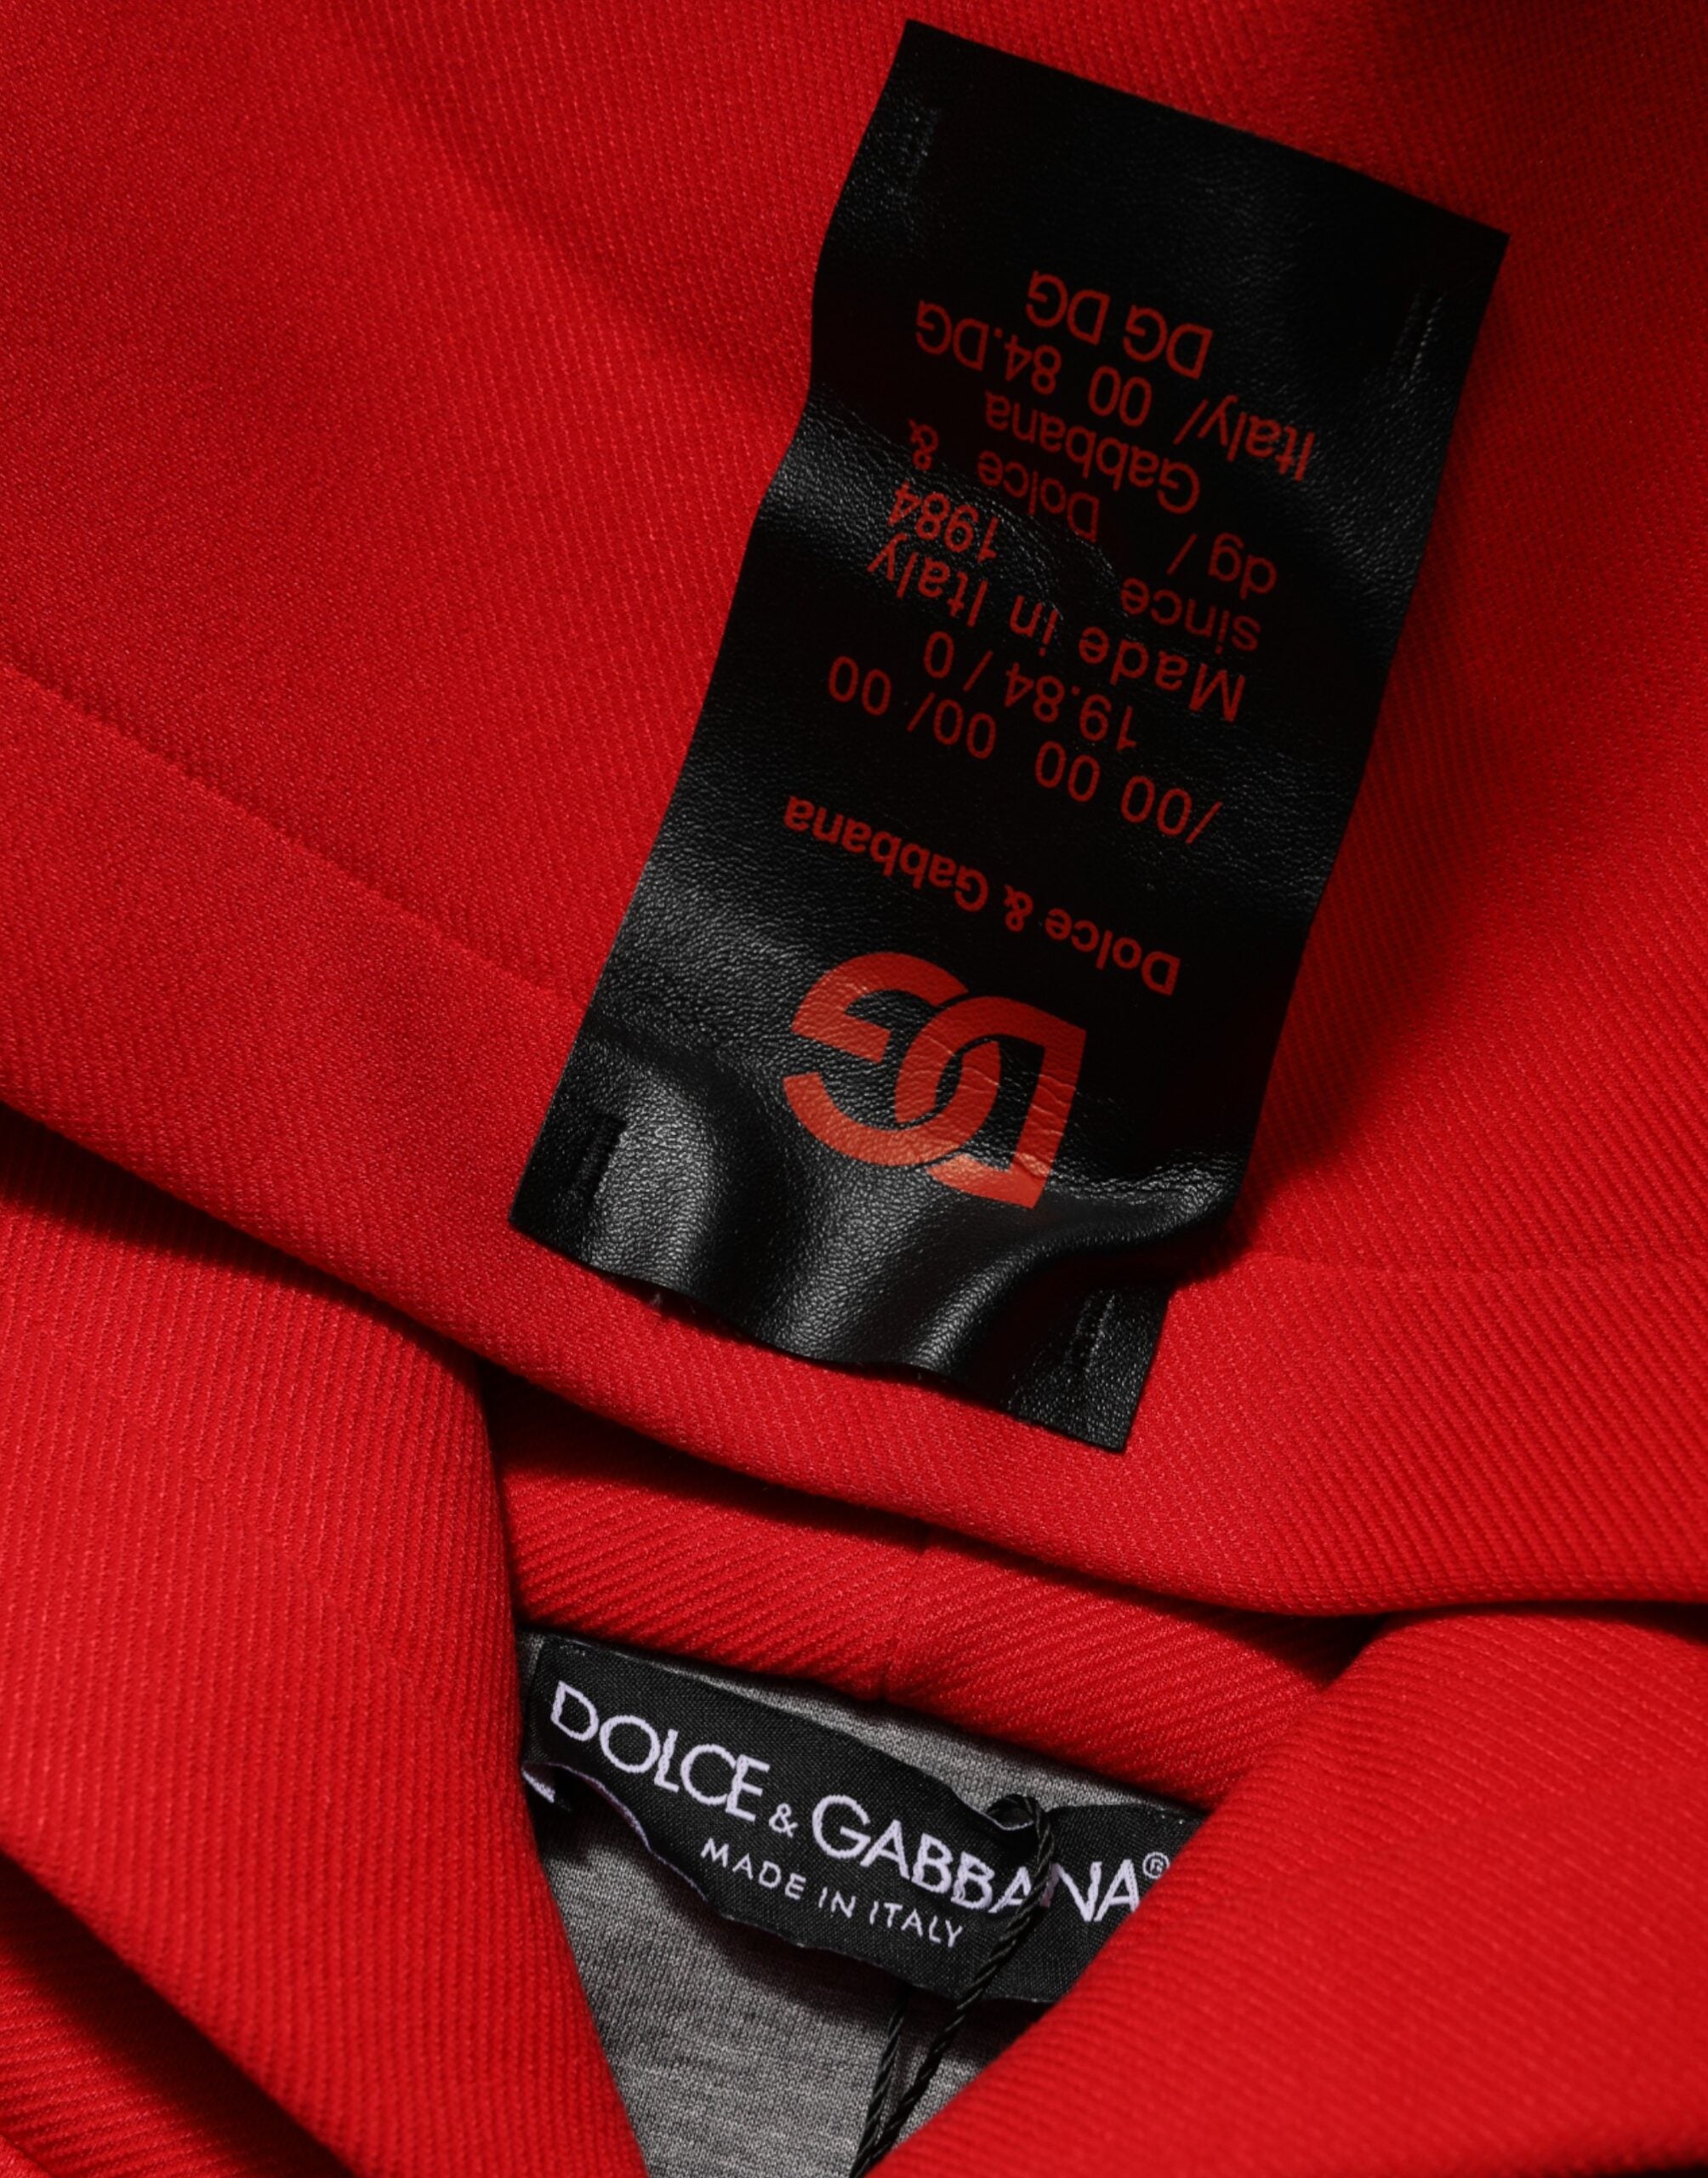 DG
Dolce & Gabbana
/00 00 00/ 00
19.84 / 0
Made in Italy
since 1984
dg / Dolce &
Gabbana
Italy/ 00 84.DG
DG DG
DOLCE & GABBANA®
MADE IN ITALY